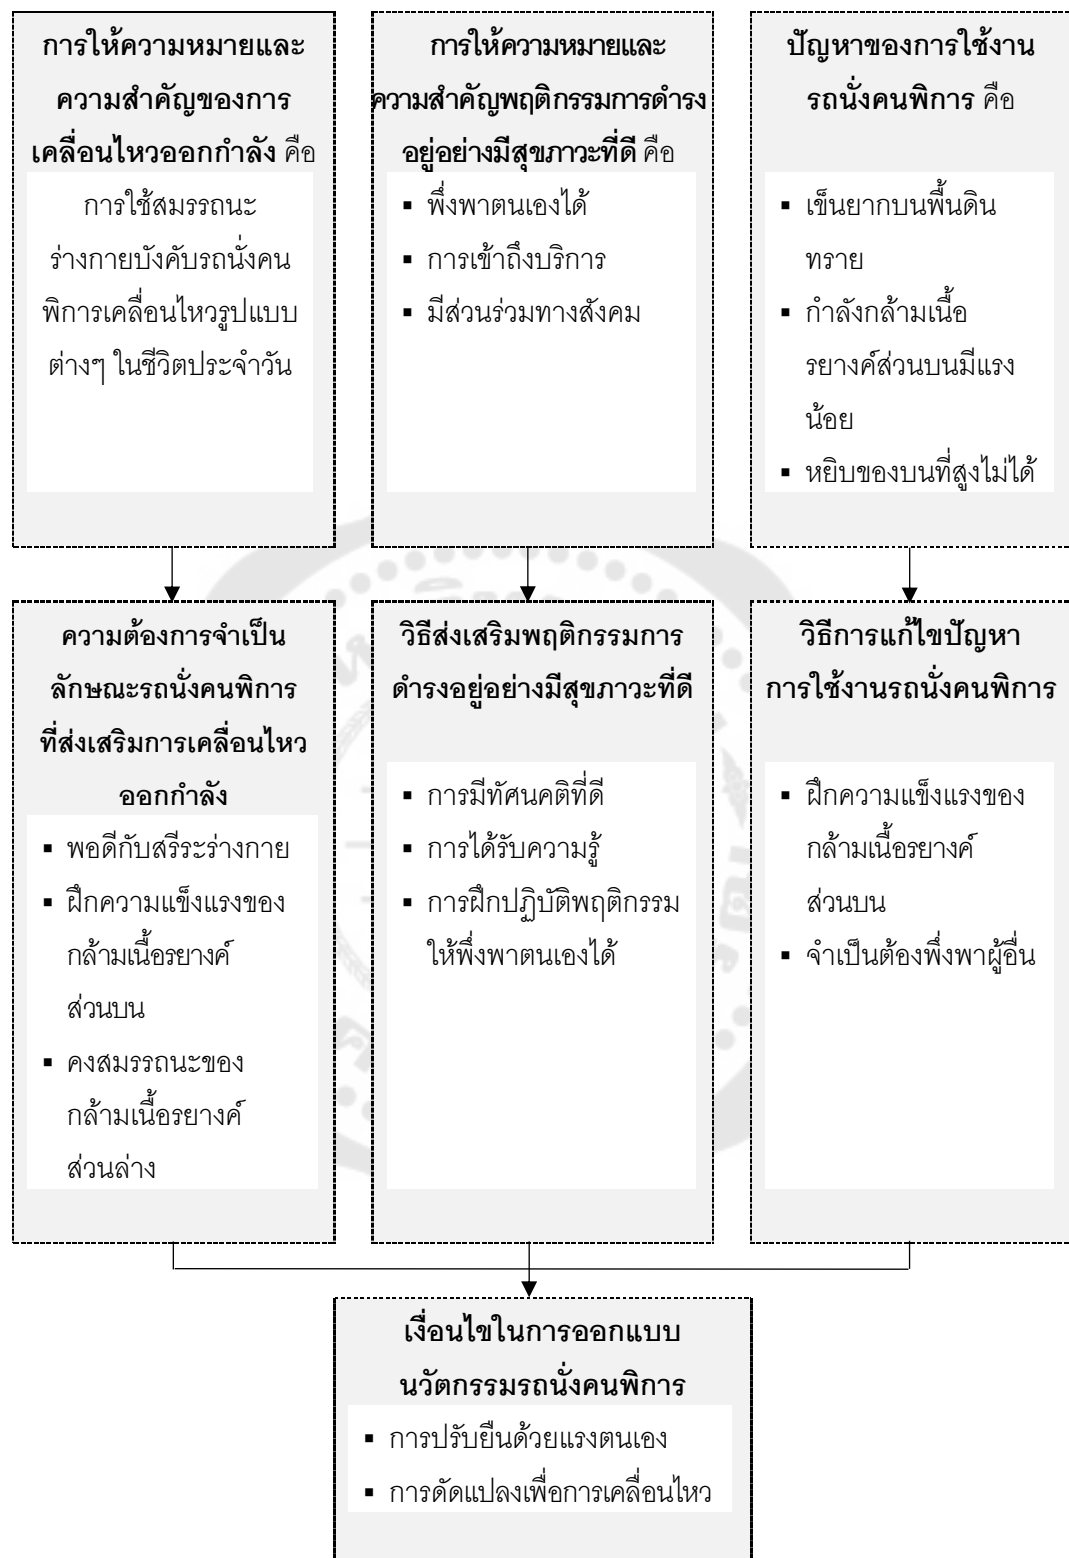 การให้ความหมายและ
ความสำคัญของการ
เคลื่อนไหวออกกำลัง คือ
การใช้สมรรถนะ
ร่างกายบังคับรถนั่งคน
พิการเคลื่อนไหวรูปแบบ
ต่างๆ ในชีวิตประจำวัน
การให้ความหมายและ
ความสำคัญพฤติกรรมการดำรง
อยู่อย่างมีสุขภาวะที่ดี คือ
▪ พึ่งพาตนเองได้
▪ การเข้าถึงบริการ
▪ มีส่วนร่วมทางสังคม
ปัญหาของการใช้งาน
รถนั่งคนพิการ คือ
▪ เข็นยากบนพื้นดิน
ทราย
▪ กำลังกล้ามเนื้อ
รยางค์ส่วนบนมีแรง
น้อย
▪ หยิบของบนที่สูงไม่ได้
ความต้องการจำเป็น
ลักษณะรถนั่งคนพิการ
ที่ส่งเสริมการเคลื่อนไหว
ออกกำลัง
▪ พอดีกับสรีระร่างกาย
▪ ฝึกความแข็งแรงของ
กล้ามเนื้อรยางค์
ส่วนบน
▪ คงสมรรถนะของ
กล้ามเนื้อรยางค์
ส่วนล่าง
วิธีส่งเสริมพฤติกรรมการ
ดำรงอยู่อย่างมีสุขภาวะที่ดี
▪ การมีทัศนคติที่ดี
▪ การได้รับความรู้
▪ การฝึกปฏิบัติพฤติกรรม
ให้พึ่งพาตนเองได้
วิธีการแก้ไขปัญหา
การใช้งานรถนั่งคนพิการ
▪ ฝึกความแข็งแรงของ
กล้ามเนื้อรยางค์
ส่วนบน
▪ จำเป็นต้องพึ่งพาผู้อื่น
เงื่อนไขในการออกแบบ
นวัตกรรมรถนั่งคนพิการ
▪ การปรับยืนด้วยแรงตนเอง
▪ การดัดแปลงเพื่อการเคลื่อนไหว